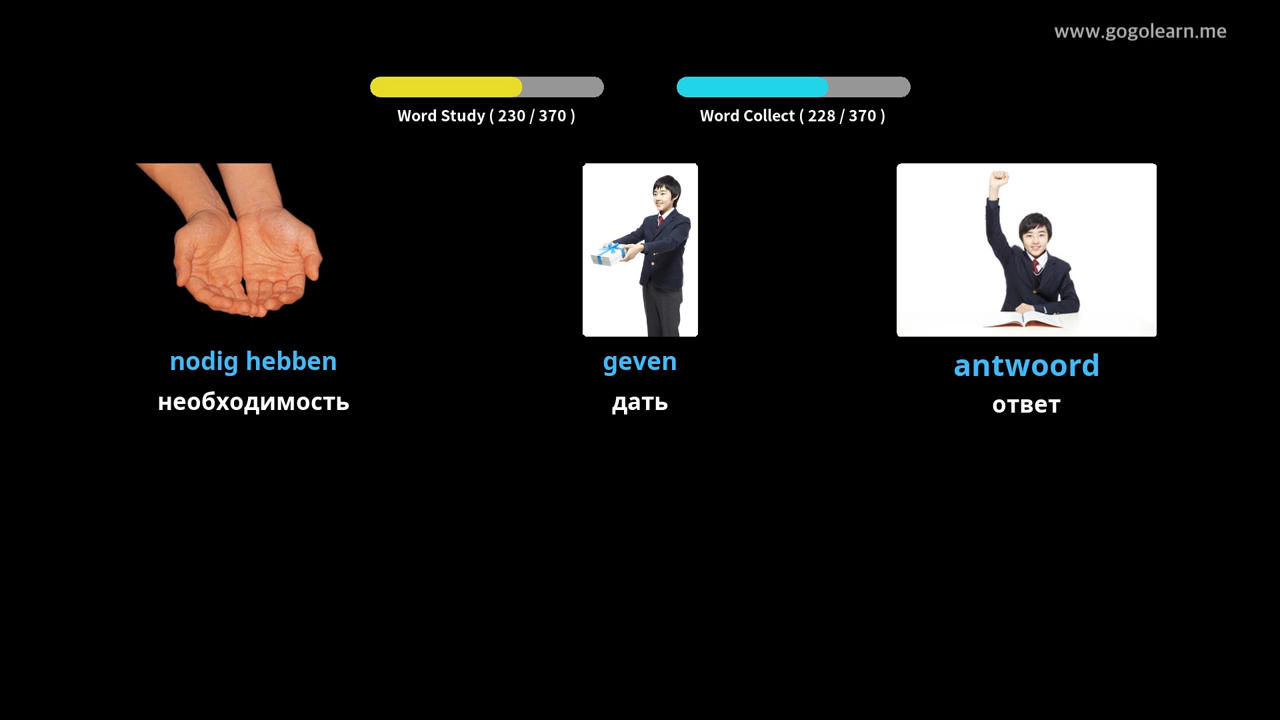 www.gogolearn.me
Word Study ( 230 / 370 )
Word Collect ( 228 / 370 )
nodig hebben
необходимость
geven
дать
antwoord
ответ